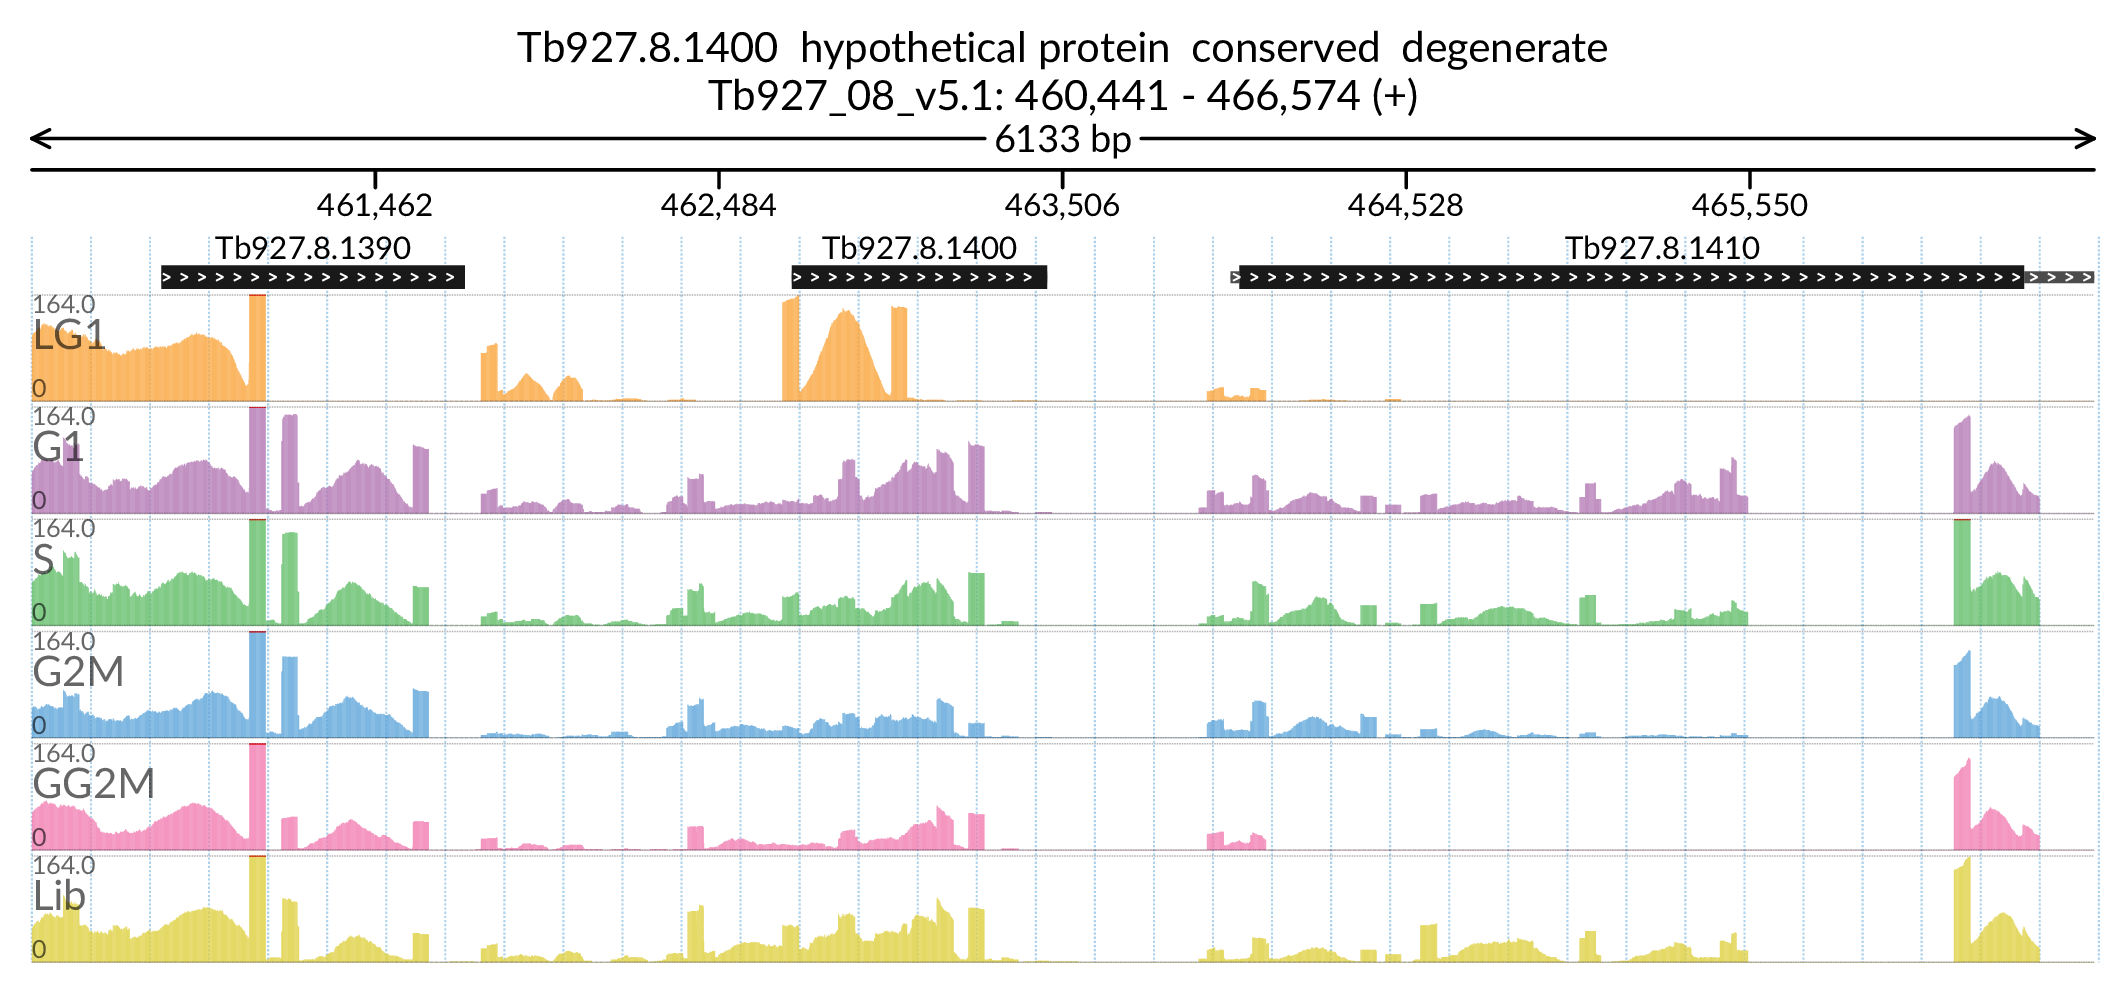 Tb927.8.1400 hypothetical protein conserved degenerate
Tb927_08_v5.1: 460,441 - 466,574 (+)
6133 bp
461,462 462,484 463,506 464,528 465,550
Tb927.8.1390 Tb927.8.1400 Tb927.8.1410
164.0
LG1
0
164.0
G1
0
164.0
S
0
164.0
G2M
0
164.0
GG2M
0
164.0
Lib
0